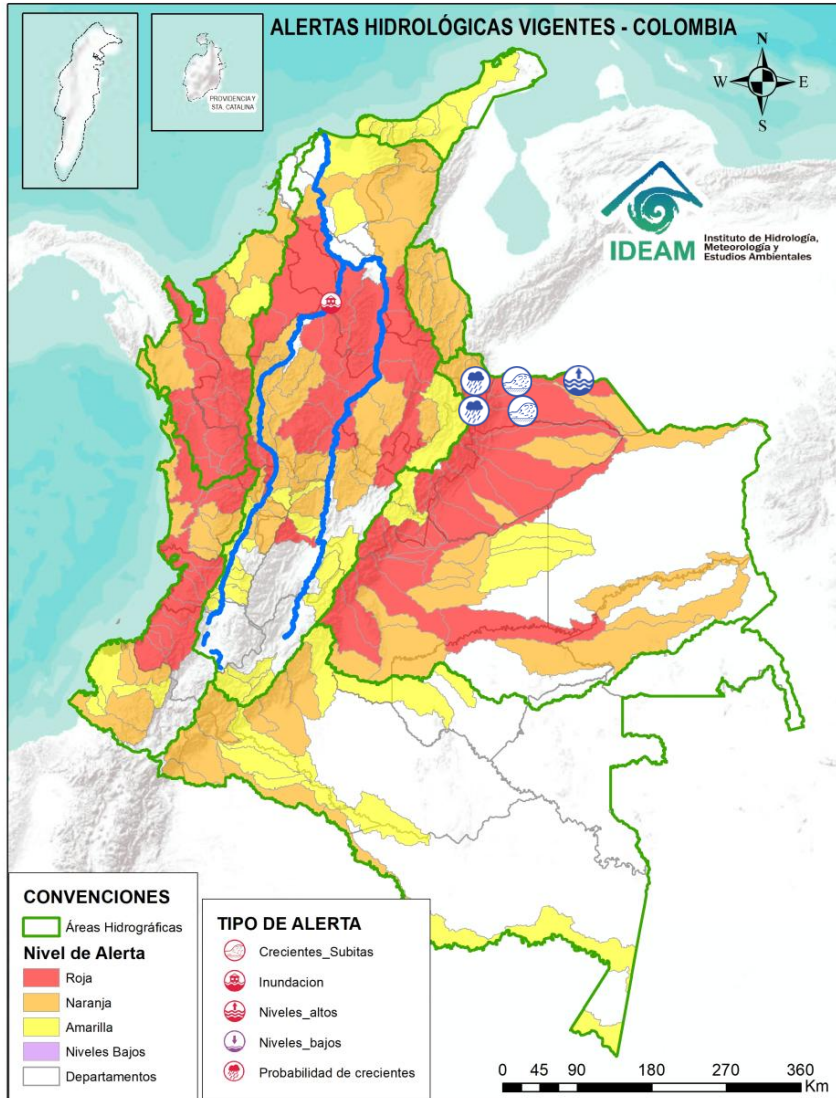 ALERTAS HIDROLÓGICAS VIGENTES - COLOMBIA
PROVIDENCIA Y
STA. CATALINA
N
W
E
S
IDEAM
Instituto de Hidrología,
Meteorología y
Estudios Ambientales
CONVENCIONES
Áreas Hidrográficas
Nivel de Alerta
Roja
Naranja
Amarilla
Niveles Bajos
Departamentos
TIPO DE ALERTA
Crecientes_Subitas
Inundacion
Niveles_altos
Niveles_bajos
Probabilidad de crecientes
0 45 90 180 270 360
Km